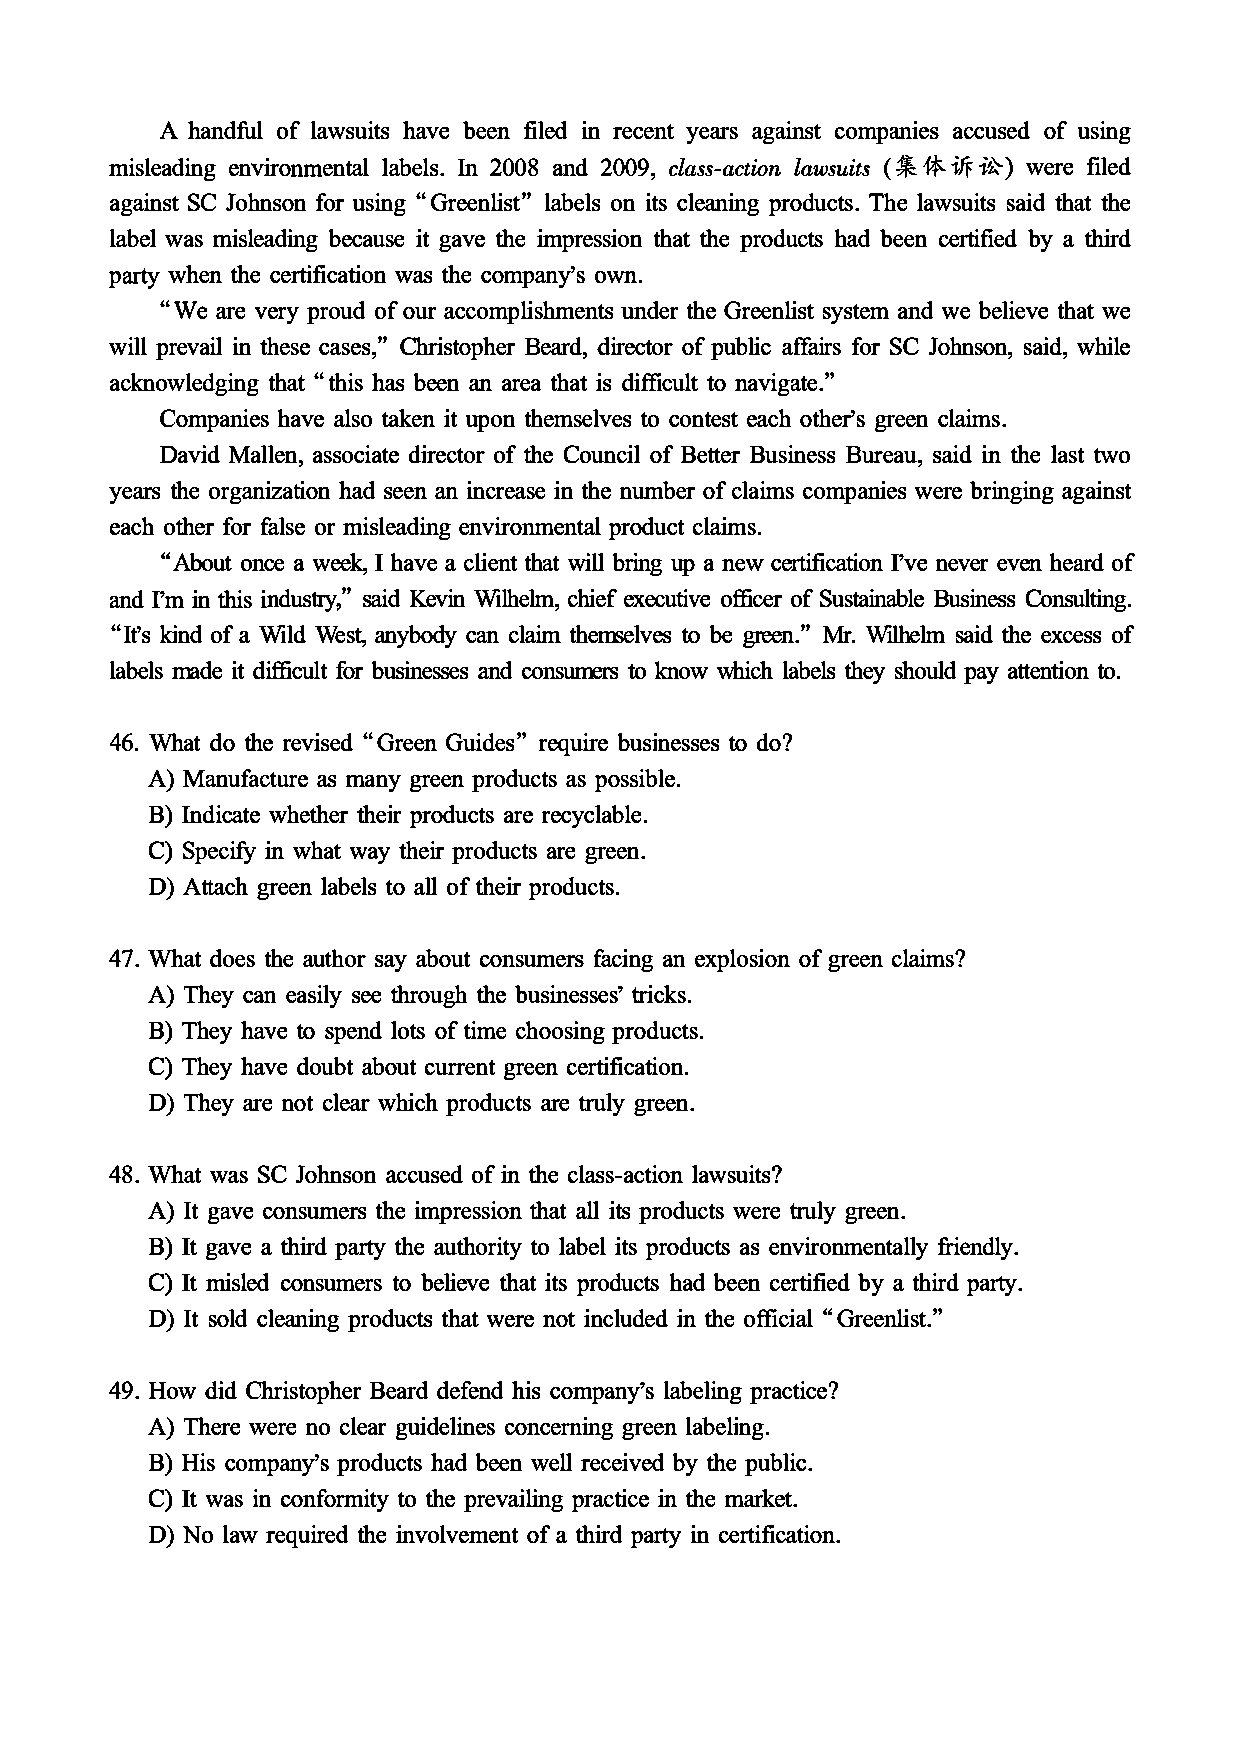 A handful of lawsuits have been filed in recent years against companies accused of using
misleading environmental labels. In 2008 and 2009, class-action lawsuits (集体诉讼) were filed
against SC Johnson for using “Greenlist” labels on its cleaning products. The lawsuits said that the
label was misleading because it gave the impression that the products had been certified by a third
party when the certification was the company’s own.
“We are very proud of our accomplishments under the Greenlist system and we believe that we
will prevail in these cases,” Christopher Beard, director of public affairs for SC Johnson, said, while
acknowledging that “this has been an area that is difficult to navigate.”
Companies have also taken it upon themselves to contest each other’s green claims.
David Mallen, associate director of the Council of Better Business Bureau, said in the last two
years the organization had seen an increase in the number of claims companies were bringing against
each other for false or misleading environmental product claims.
“About once a week, I have a client that will bring up a new certification I’ve never even heard of
and I’m in this industry,” said Kevin Wilhelm, chief executive officer of Sustainable Business Consulting.
“It’s kind of a Wild West, anybody can claim themselves to be green.” Mr. Wilhelm said the excess of
labels made it difficult for businesses and consumers to know which labels they should pay attention to.
46. What do the revised “Green Guides” require businesses to do?
A) Manufacture as many green products as possible.
B) Indicate whether their products are recyclable.
C) Specify in what way their products are green.
D) Attach green labels to all of their products.
47. What does the author say about consumers facing an explosion of green claims?
A) They can easily see through the businesses’ tricks.
B) They have to spend lots of time choosing products.
C) They have doubt about current green certification.
D) They are not clear which products are truly green.
48. What was SC Johnson accused of in the class-action lawsuits?
A) It gave consumers the impression that all its products were truly green.
B) It gave a third party the authority to label its products as environmentally friendly.
C) It misled consumers to believe that its products had been certified by a third party.
D) It sold cleaning products that were not included in the official “Greenlist.”
49. How did Christopher Beard defend his company’s labeling practice?
A) There were no clear guidelines concerning green labeling.
B) His company’s products had been well received by the public.
C) It was in conformity to the prevailing practice in the market.
D) No law required the involvement of a third party in certification.